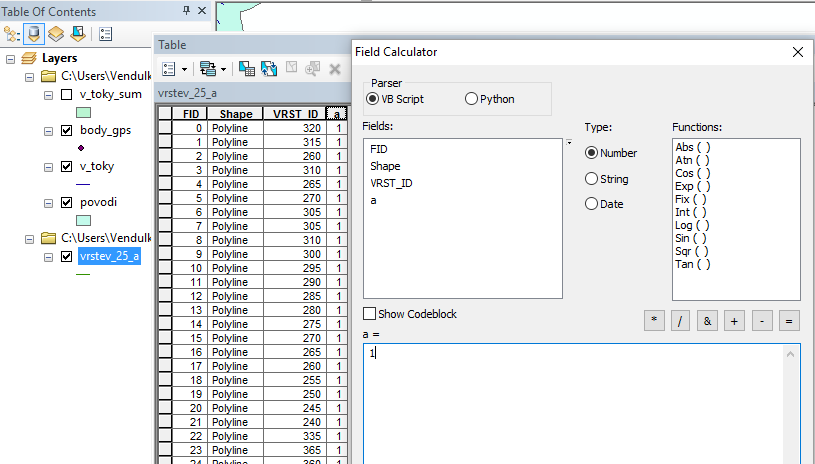 Table Of Contents
Layers
C:\Users\Vendulk
v_toky_sum
body_gps
v_toky
povodi
C:\Users\Vendulk
vrstev_25_a
Table
vrstev_25_a
FID Shape VRST_ID a
0 Polyline 320 1
1 Polyline 315 1
2 Polyline 260 1
3 Polyline 310 1
4 Polyline 265 1
5 Polyline 270 1
6 Polyline 305 1
7 Polyline 305 1
8 Polyline 310 1
9 Polyline 300 1
10 Polyline 295 1
11 Polyline 290 1
12 Polyline 285 1
13 Polyline 280 1
14 Polyline 275 1
15 Polyline 270 1
16 Polyline 265 1
17 Polyline 260 1
18 Polyline 255 1
19 Polyline 250 1
20 Polyline 245 1
21 Polyline 240 1
22 Polyline 335 1
23 Polyline 365 1
24 Polyline 360 1
Field Calculator
Parser
VB Script Python
Fields:
FID
Shape
VRST_ID
a
Type:
Number
String
Date
Functions:
Abs ( )
Atn ( )
Cos ( )
Exp ( )
Fix ( )
Int ( )
Log ( )
Sin ( )
Sqr ( )
Tan ( )
Show Codeblock
* / & + - =
a =
1